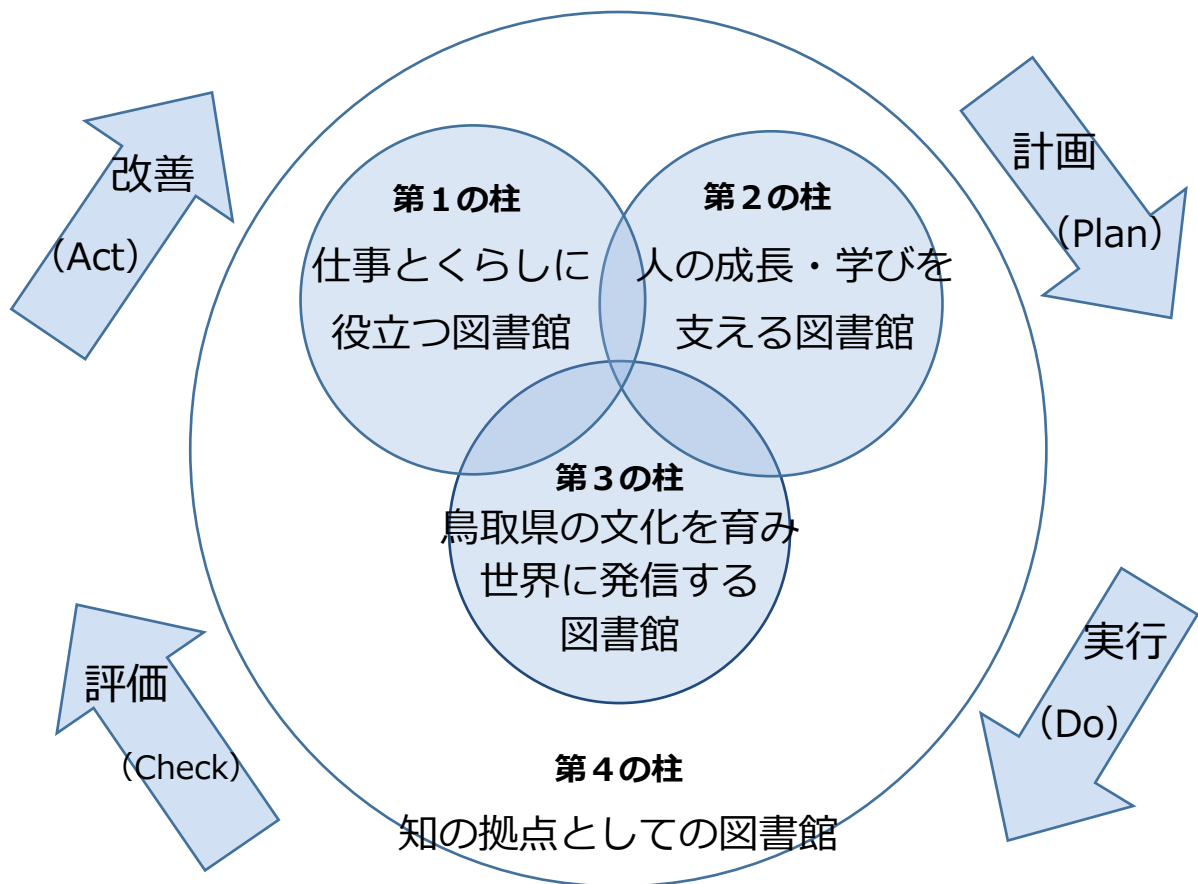 改善
（Act）
計画
（Plan）
第１の柱
仕事とくらしに
役立つ図書館
第２の柱
人の成長・学びを
支える図書館
第３の柱
鳥取県の文化を育み
世界に発信する
図書館
評価
（Check）
実行
（Do）
第４の柱
知の拠点としての図書館